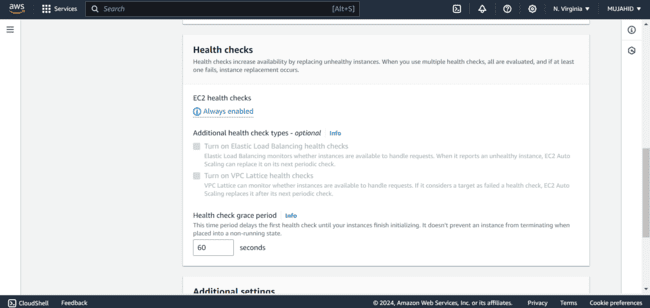 aws
Services
Search
[Alt+S]
N. Virginia
MUJAHID
Health checks
Health checks increase availability by replacing unhealthy instances. When you use multiple health checks, all are evaluated, and if at least
one fails, instance replacement occurs.
EC2 health checks
Always enabled
Additional health check types - optional Info
Turn on Elastic Load Balancing health checks
Elastic Load Balancing monitors whether instances are available to handle requests. When it reports an unhealthy instance, EC2 Auto
Scaling can replace it on its next periodic check.
Turn on VPC Lattice health checks
VPC Lattice can monitor whether instances are available to handle requests. If it considers a target as failed a health check, EC2 Auto
Scaling replaces it after its next periodic check.
Health check grace period Info
This time period delays the first health check until your instances finish initializing. It doesn't prevent an instance from terminating when
placed into a non-running state.
60 seconds
Additional settings
CloudShell
Feedback
© 2024, Amazon Web Services, Inc. or its affiliates.
Privacy
Terms
Cookie preferences